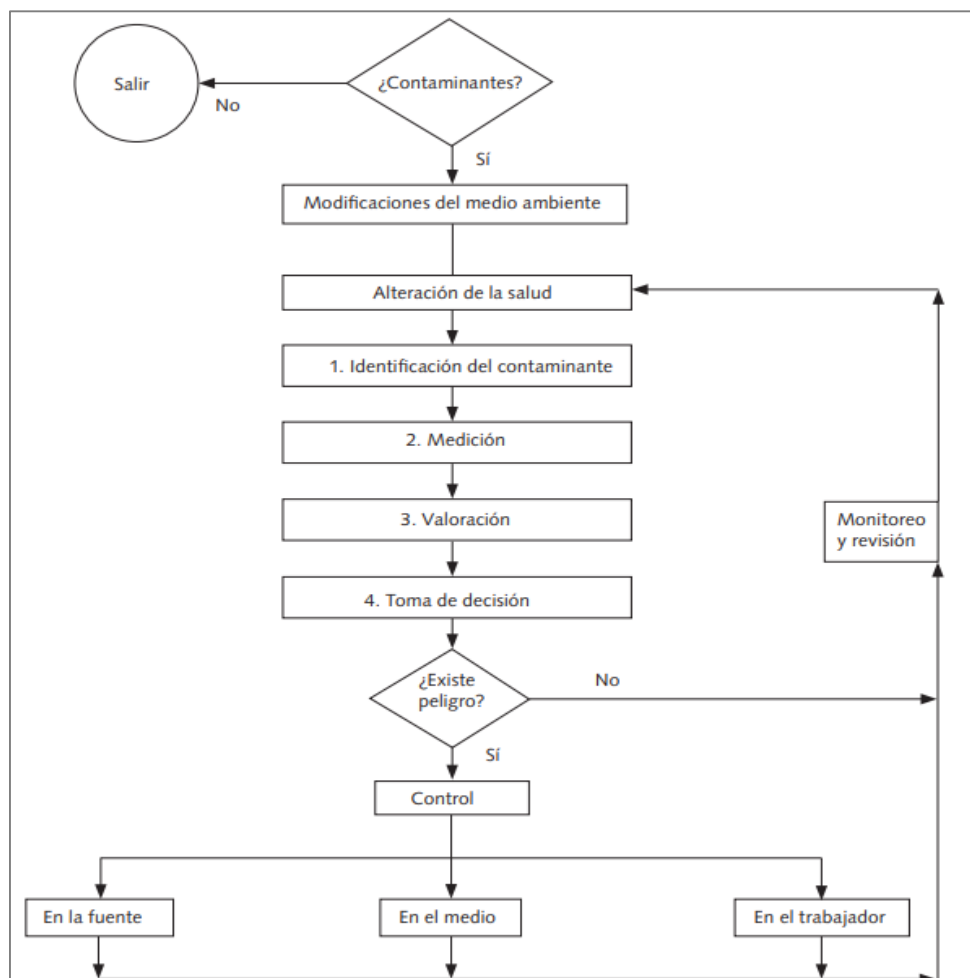 ¿Contaminantes?
Salir
No
Sí
Modificaciones del medio ambiente
Alteración de la salud
1. Identificación del contaminante
2. Medición
3. Valoración
Monitoreo
y revisión
4. Toma de decisión
¿Existe
peligro?
No
Sí
Control
En la fuente
En el medio
En el trabajador